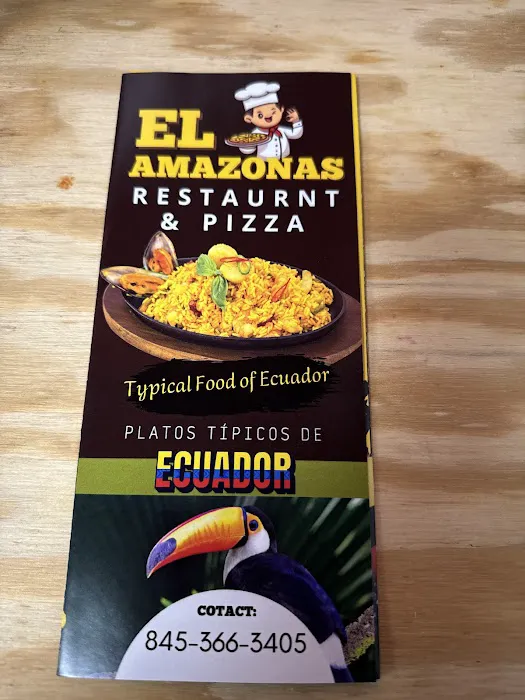 EL
AMAZONAS
RESTAURNT
& PIZZA
Typical Food of Ecuador
PLATOS TÍPICOS DE
ECUADOR
COTACT:
845-366-3405